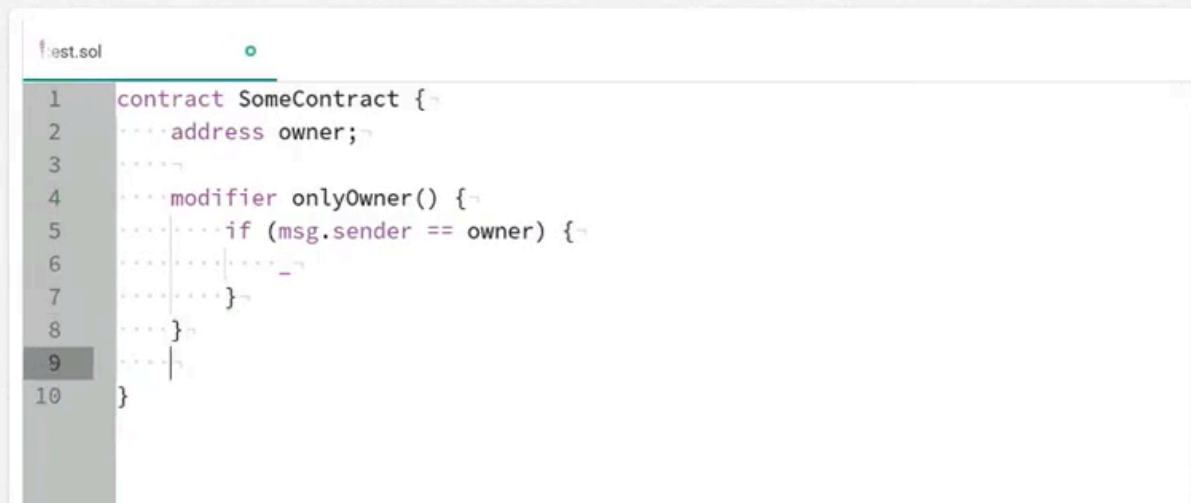 est.sol
1 contract SomeContract {
2 address owner;
3
4 modifier onlyOwner() {
5 if (msg.sender == owner) {
6 _
7 }
8 }
9
10 }